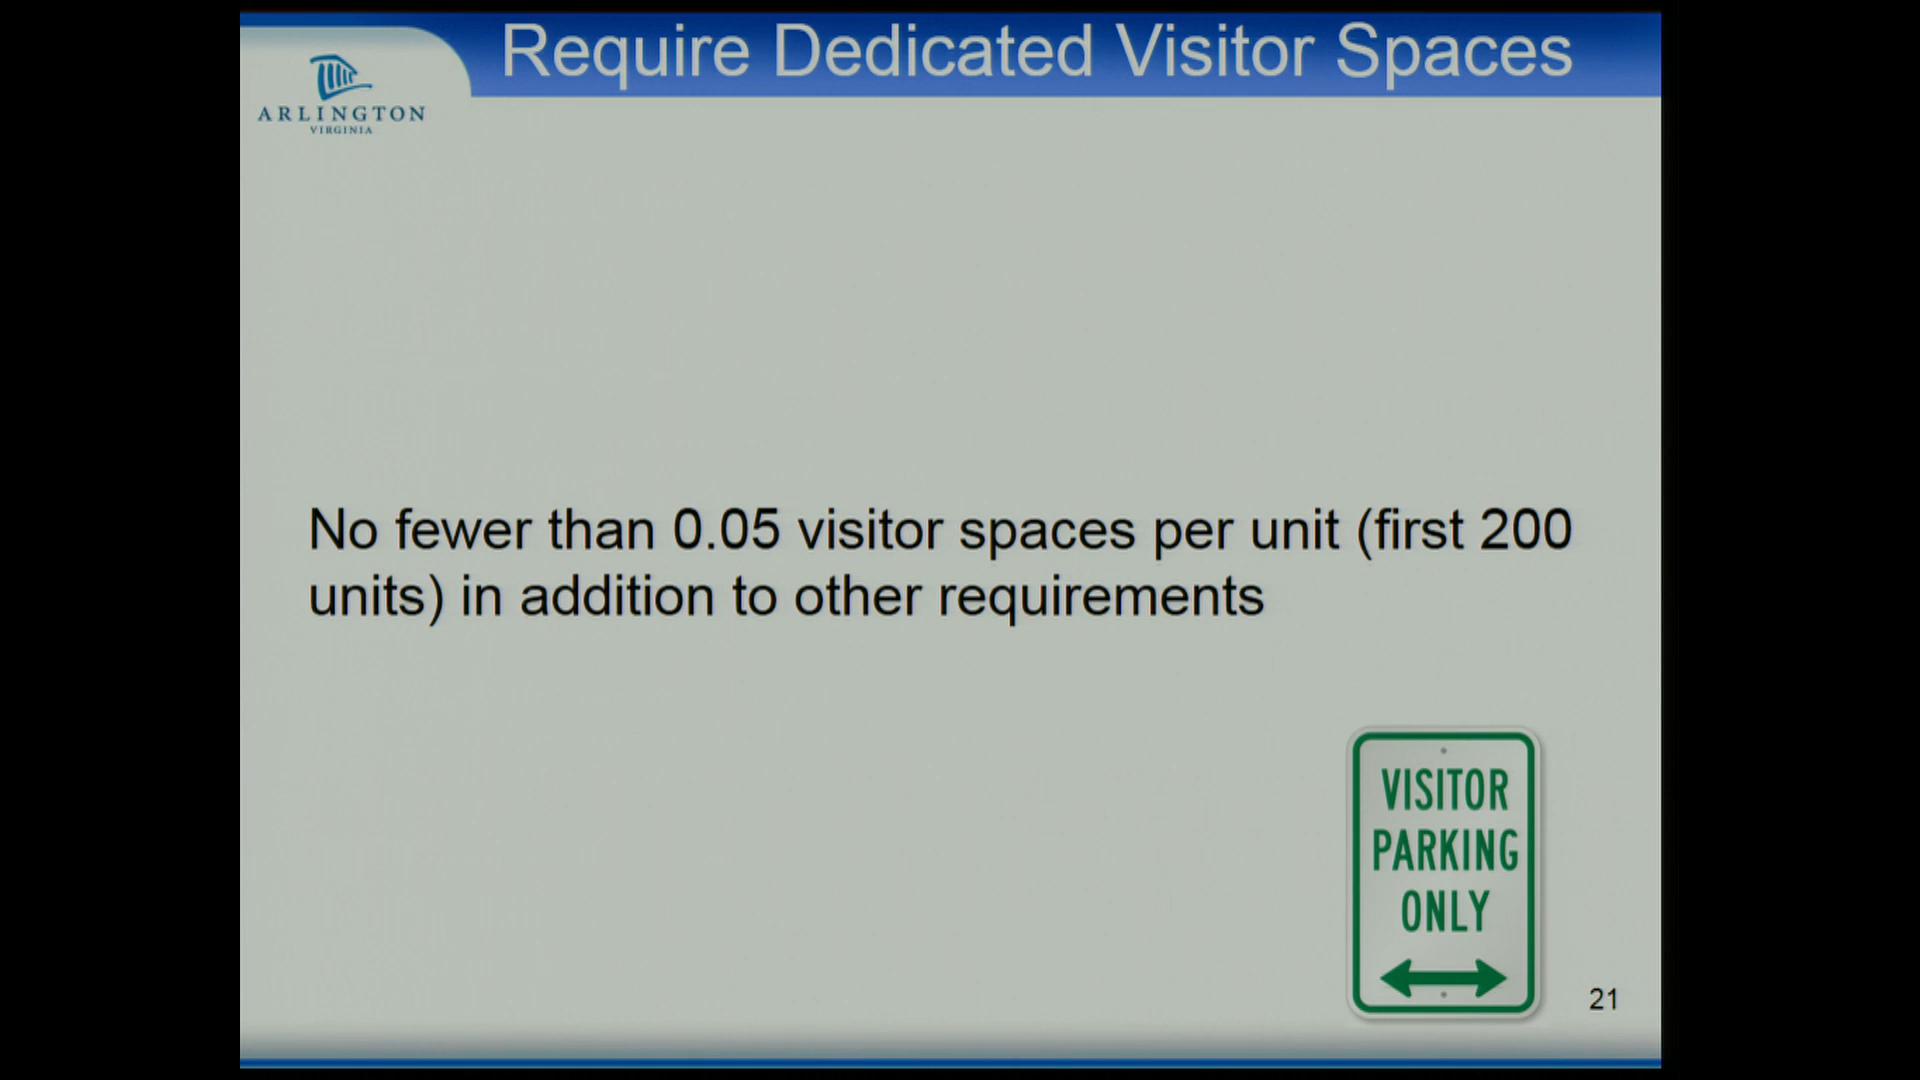 Require Dedicated Visitor Spaces
ARLINGTON
VIRGINIA
No fewer than 0.05 visitor spaces per unit (first 200
units) in addition to other requirements
VISITOR
PARKING
ONLY
21